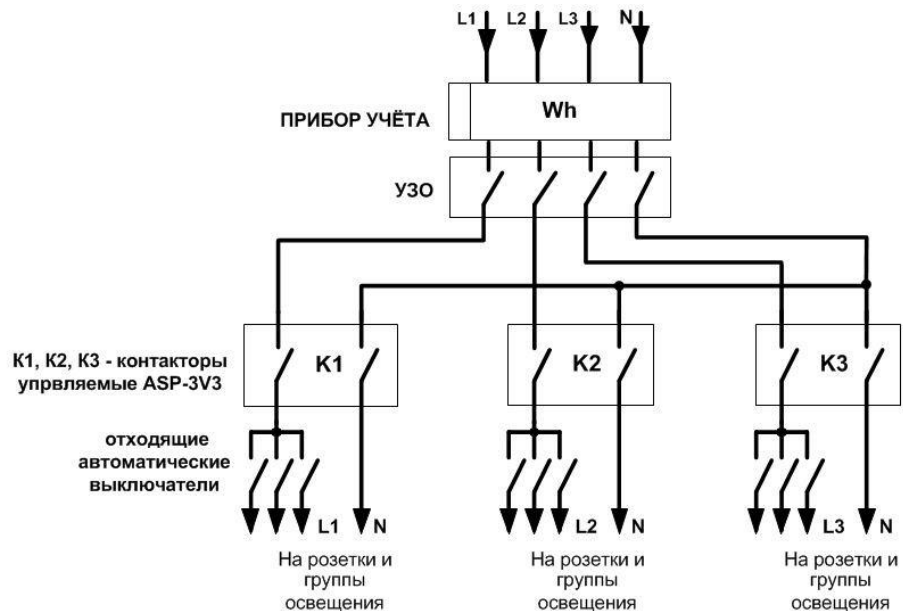 L1 L2 L3 N
ПРИБОР УЧЁТА
Wh
УЗО
К1, К2, К3 - контакторы
упрвляемые ASP-3V3
K1
K2
K3
отходящие
автоматические
выключатели
L1 N
L2 N
L3 N
На розетки и
группы
освещения
На розетки и
группы
освещения
На розетки и
группы
освещения